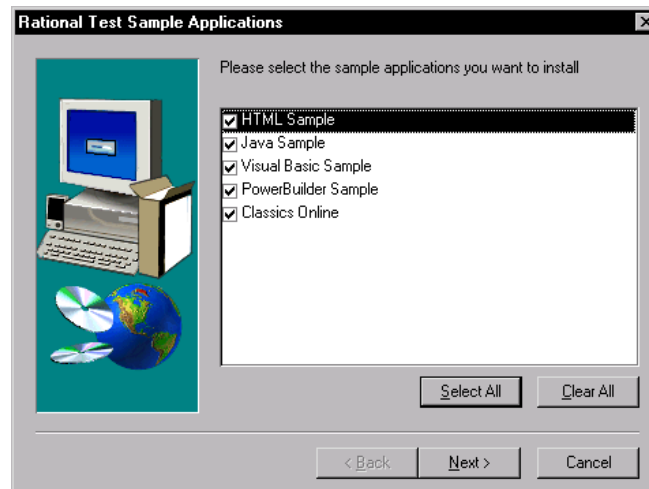 Rational Test Sample Applications
Please select the sample applications you want to install
HTML Sample
Java Sample
Visual Basic Sample
PowerBuilder Sample
Classics Online
Select All
Clear All
< Back
Next >
Cancel